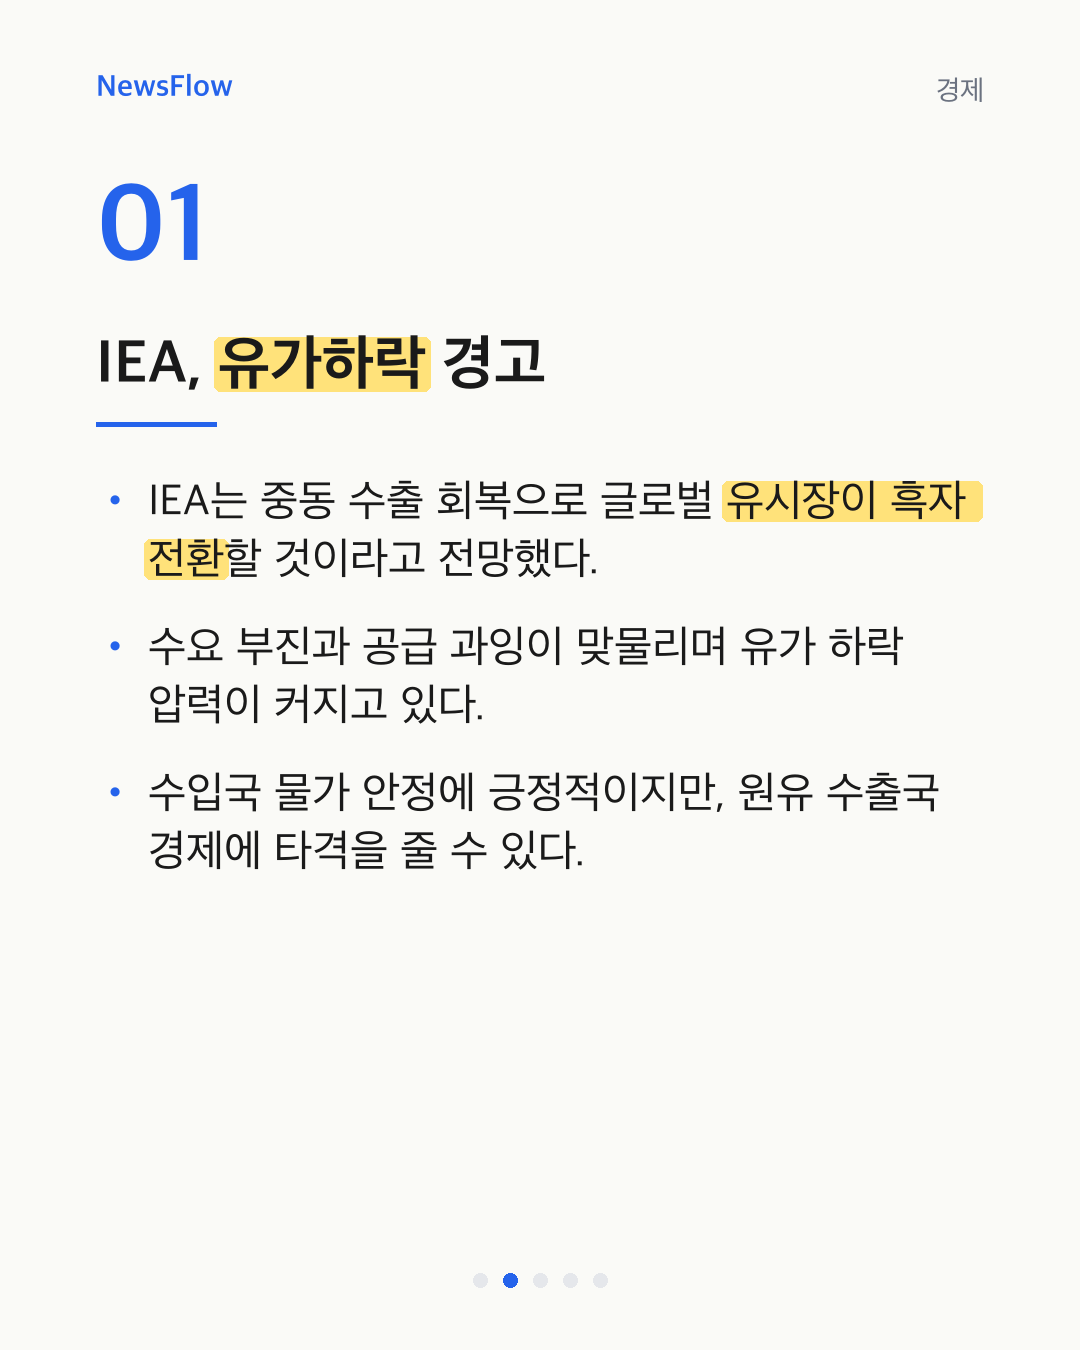 NewsFlow
경제
01
IEA, 유가하락 경고
• IEA는 중동 수출 회복으로 글로벌 유시장이 흑자
전환할 것이라고 전망했다.
• 수요 부진과 공급 과잉이 맞물리며 유가 하락
압력이 커지고 있다.
• 수입국 물가 안정에 긍정적이지만, 원유 수출국
경제에 타격을 줄 수 있다.